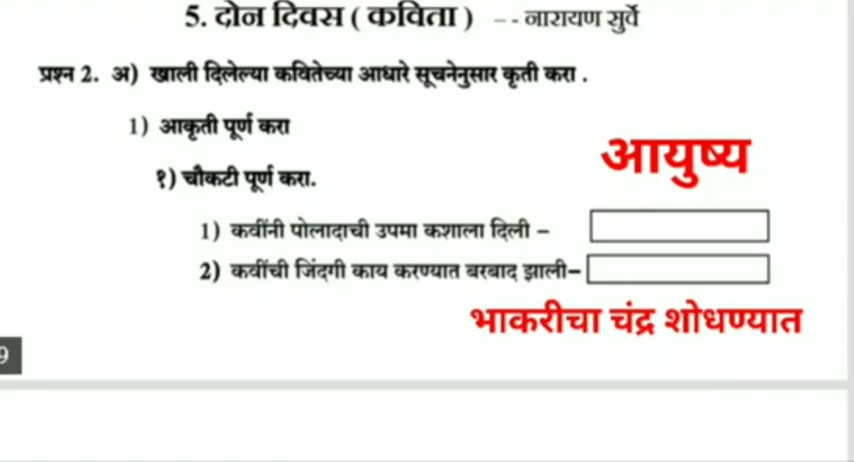 5. दोन दिवस ( कविता ) -- नारायण सुर्वे
प्रश्न 2. अ) खाली दिलेल्या कवितेच्या आधारे सूचनेनुसार कृती करा .
1) आकृती पूर्ण करा
आयुष्य
१) चौकटी पूर्ण करा.
1) कवींनी पोलादाची उपमा कशाला दिली –
2) कवींची जिंदगी काय करण्यात बरबाद झाली–
भाकरीचा चंद्र शोधण्यात
9